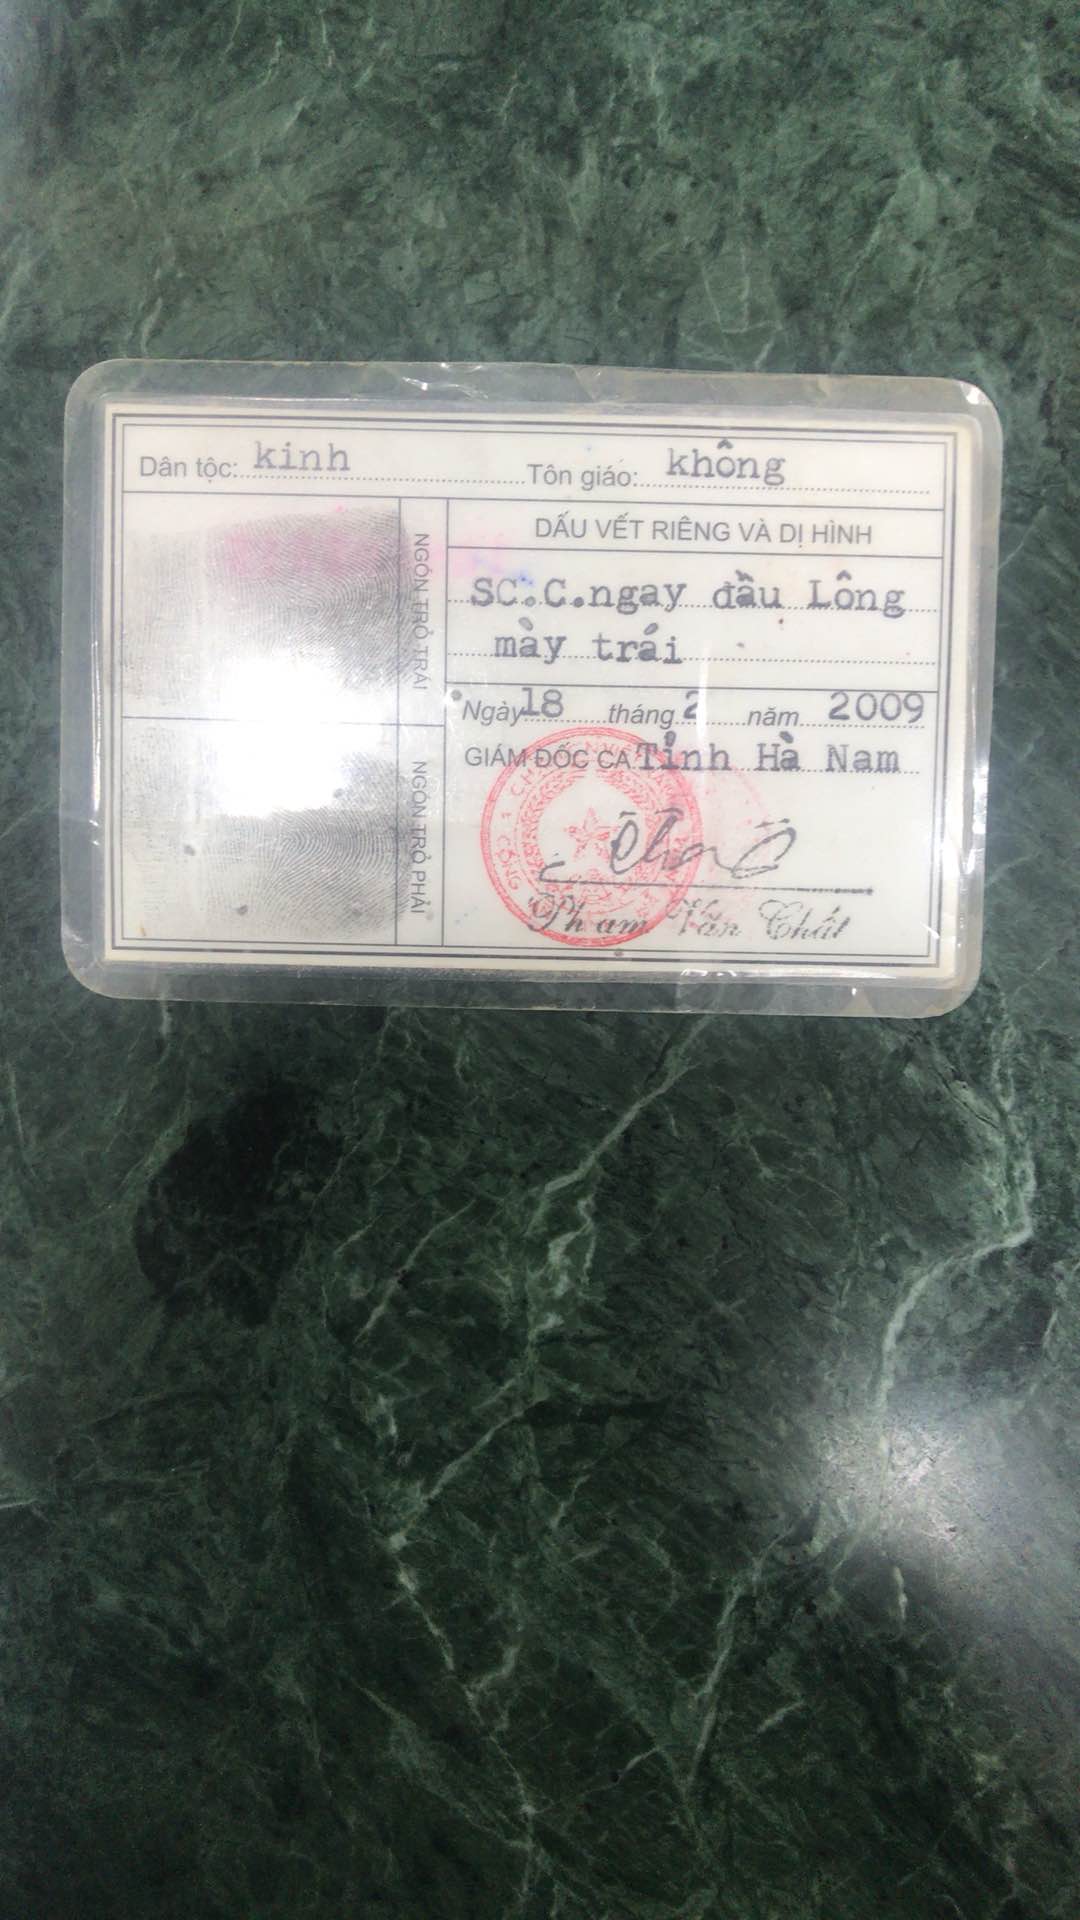 Dân tộc: kinh Tôn giáo: không
NGÓN TRỎ TRÁI
DẤU VẾT RIÊNG VÀ DỊ HÌNH
SC.C.ngay đầu Lông
mày trái
Ngày 18 tháng 2 năm 2009
GIÁM ĐỐC CA Tỉnh Hà Nam
NGÓN TRỎ PHẢI
Phạm Văn Chất